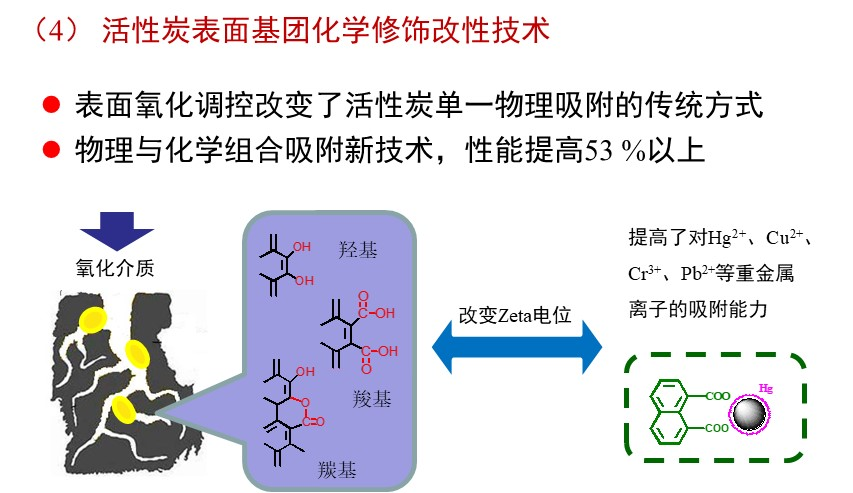 （4） 活性炭表面基团化学修饰改性技术
表面氧化调控改变了活性炭单一物理吸附的传统方式
物理与化学组合吸附新技术，性能提高53 %以上
氧化介质
OH
OH
羟基
O
C-OH
C-OH
O
羧基
OH
O
C=O
羰基
改变Zeta电位
提高了对Hg²⁺、Cu²⁺、
Cr³⁺、Pb²⁺等重金属
离子的吸附能力
COO
COO
Hg